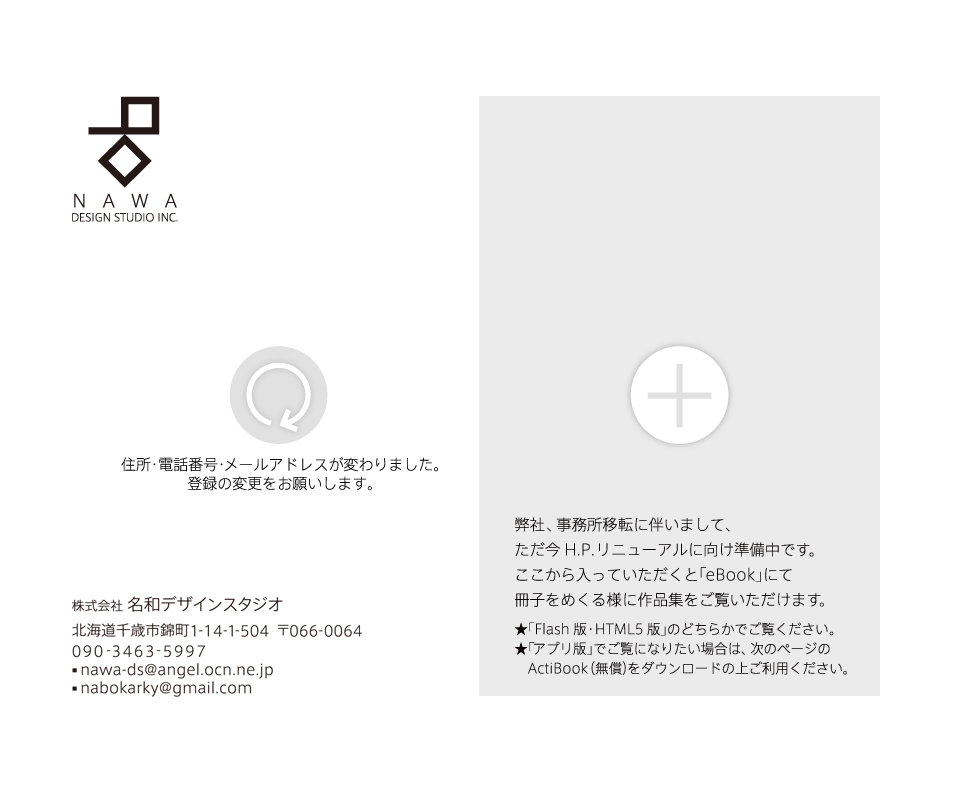 NAWA
DESIGN STUDIO INC.
住所・電話番号・メールアドレスが変わりました。
登録の変更をお願いします。
株式会社 名和デザインスタジオ
北海道千歳市錦町1-14-1-504 〒066-0064
090-3463-5997
▪nawa-ds@angel.ocn.ne.jp
▪nabokarky@gmail.com
弊社、事務所移転に伴いまして、
ただ今 H.P.リニューアルに向け準備中です。
ここから入っていただくと「eBook」にて
冊子をめくる様に作品集をご覧いただけます。
★「Flash 版・HTML5 版」のどちらかでご覧ください。
★「アプリ版」でご覧になりたい場合は、次のページの
ActiBook(無償)をダウンロードの上ご利用ください。